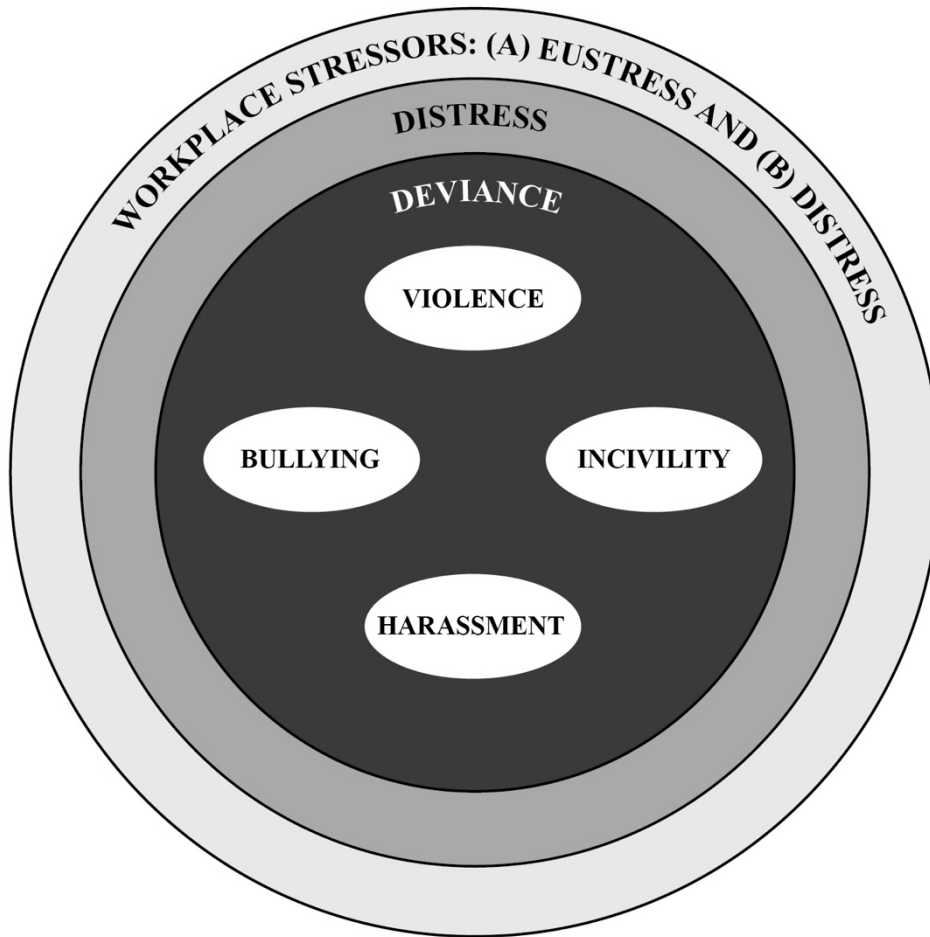 WORKPLACE STRESSORS: (A) EUSTRESS AND (B) DISTRESS
DISTRESS
DEVIANCE
VIOLENCE
BULLYING
INCIVILITY
HARASSMENT